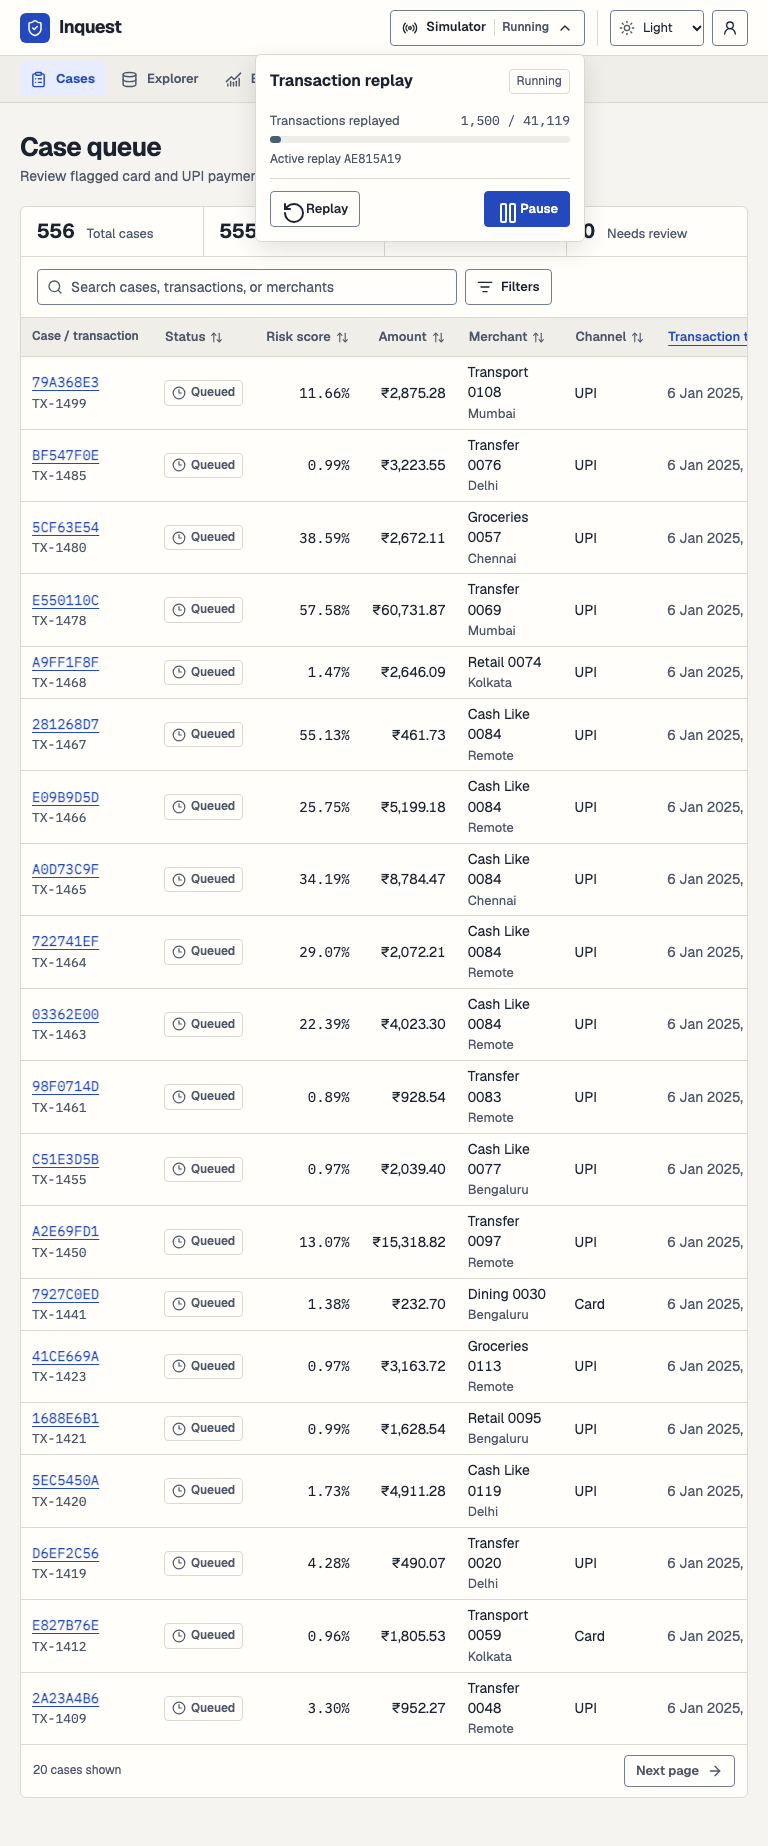 Inquest
Simulator Running
Light
Cases
Explorer
Transaction replay
Running
Transactions replayed 1,500 / 41,119
Active replay AE815A19
Replay
Pause
Case queue
Review flagged card and UPI
556 Total cases
555
0 Needs review
Search cases, transactions, or merchants
Filters
Case / transaction Status Risk score Amount Merchant Channel Transaction
79A368E3
TX-1499
Queued 11.66% ₹2,875.28
Transport
0108
Mumbai
UPI 6 Jan 2025,
BF547F0E
TX-1485
Queued 0.99% ₹3,223.55
Transfer
0076
Delhi
UPI 6 Jan 2025,
5CF63E54
TX-1480
Queued 38.59% ₹2,672.11
Groceries
0057
Chennai
UPI 6 Jan 2025,
E550110C
TX-1478
Queued 57.58% ₹60,731.87
Transfer
0069
Mumbai
UPI 6 Jan 2025,
A9FF1F8F
TX-1468
Queued 1.47% ₹2,646.09
Retail 0074
Kolkata
UPI 6 Jan 2025,
281268D7
TX-1467
Queued 55.13% ₹461.73
Cash Like
0084
Remote
UPI 6 Jan 2025,
E09B9D5D
TX-1466
Queued 25.75% ₹5,199.18
Cash Like
0084
Remote
UPI 6 Jan 2025,
A0D73C9F
TX-1465
Queued 34.19% ₹8,784.47
Cash Like
0084
Chennai
UPI 6 Jan 2025,
722741EF
TX-1464
Queued 29.07% ₹2,072.21
Cash Like
0084
Remote
UPI 6 Jan 2025,
03362E00
TX-1463
Queued 22.39% ₹4,023.30
Cash Like
0084
Remote
UPI 6 Jan 2025,
98F0714D
TX-1461
Queued 0.89% ₹928.54
Transfer
0083
Remote
UPI 6 Jan 2025,
C51E3D5B
TX-1455
Queued 0.97% ₹2,039.40
Cash Like
0077
Bengaluru
UPI 6 Jan 2025,
A2E69FD1
TX-1450
Queued 13.07% ₹15,318.82
Transfer
0097
Remote
UPI 6 Jan 2025,
7927C0ED
TX-1441
Queued 1.38% ₹232.70
Dining 0030
Bengaluru
Card 6 Jan 2025,
41CE669A
TX-1423
Queued 0.97% ₹3,163.72
Groceries
0113
Remote
UPI 6 Jan 2025,
1688E6B1
TX-1421
Queued 0.99% ₹1,628.54
Retail 0095
Bengaluru
UPI 6 Jan 2025,
5EC5450A
TX-1420
Queued 1.73% ₹4,911.28
Cash Like
0119
Delhi
UPI 6 Jan 2025,
D6EF2C56
TX-1419
Queued 4.28% ₹490.07
Transfer
0020
Delhi
UPI 6 Jan 2025,
E827B76E
TX-1412
Queued 0.96% ₹1,805.53
Transport
0059
Kolkata
Card 6 Jan 2025,
2A23A4B6
TX-1409
Queued 3.30% ₹952.27
Transfer
0048
Remote
UPI 6 Jan 2025,
20 cases shown
Next page